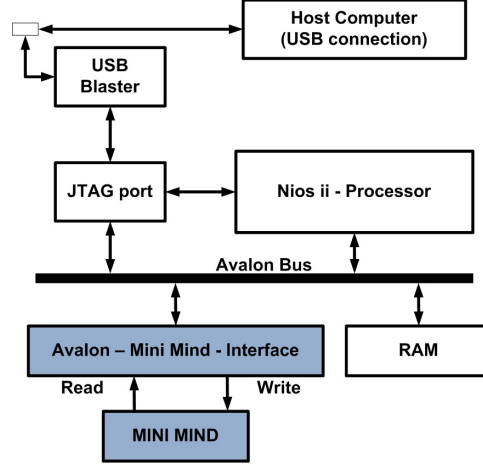 Host Computer
(USB connection)
USB
Blaster
JTAG port
Nios ii - Processor
Avalon Bus
Avalon – Mini Mind - Interface
RAM
Read
Write
MINI MIND